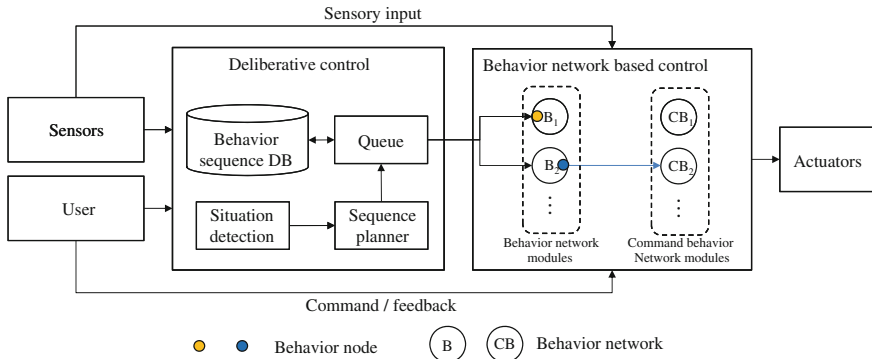 Sensory input
Deliberative control
Behavior network based control
Sensors
Behavior
sequence DB
Queue
B1
CB1
Actuators
B2
CB2
User
Situation
detection
Sequence
planner
Behavior network
modules
Command behavior
Network modules
Command / feedback
Behavior node
B
CB
Behavior network